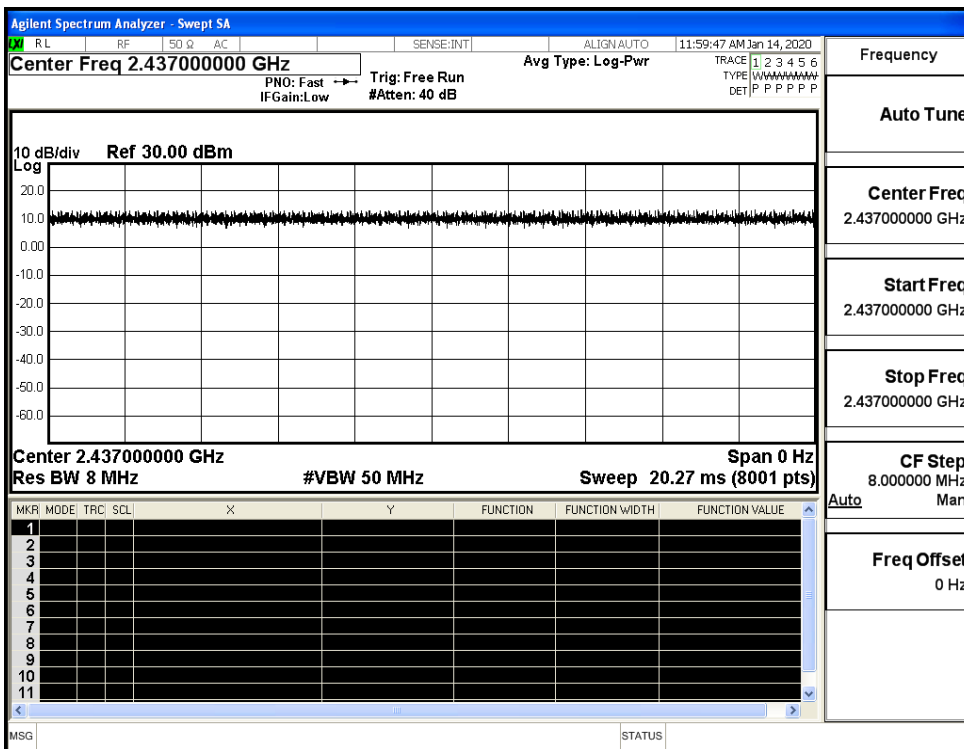 Agilent Spectrum Analyzer - Swept SA
LXI RL RF 50 Ω AC SENSE:INT ALIGN AUTO 11:59:47 AM Jan 14, 2020
Center Freq 2.437000000 GHz
PNO: Fast
IFGain:Low
Trig: Free Run
#Atten: 40 dB
Avg Type: Log-Pwr
TRACE 1 2 3 4 5 6
TYPE WWWWWW
DET P P P P P P
10 dB/div Ref 30.00 dBm
Log
20.0
10.0
0.00
-10.0
-20.0
-30.0
-40.0
-50.0
-60.0
Center 2.437000000 GHz Span 0 Hz
Res BW 8 MHz #VBW 50 MHz Sweep 20.27 ms (8001 pts)
MKR MODE TRC SCL X Y FUNCTION FUNCTION WIDTH FUNCTION VALUE
1
2
3
4
5
6
7
8
9
10
11
MSG STATUS
Frequency
Auto Tune
Center Freq
2.437000000 GHz
Start Freq
2.437000000 GHz
Stop Freq
2.437000000 GHz
CF Step
8.000000 MHz
Auto Man
Freq Offset
0 Hz